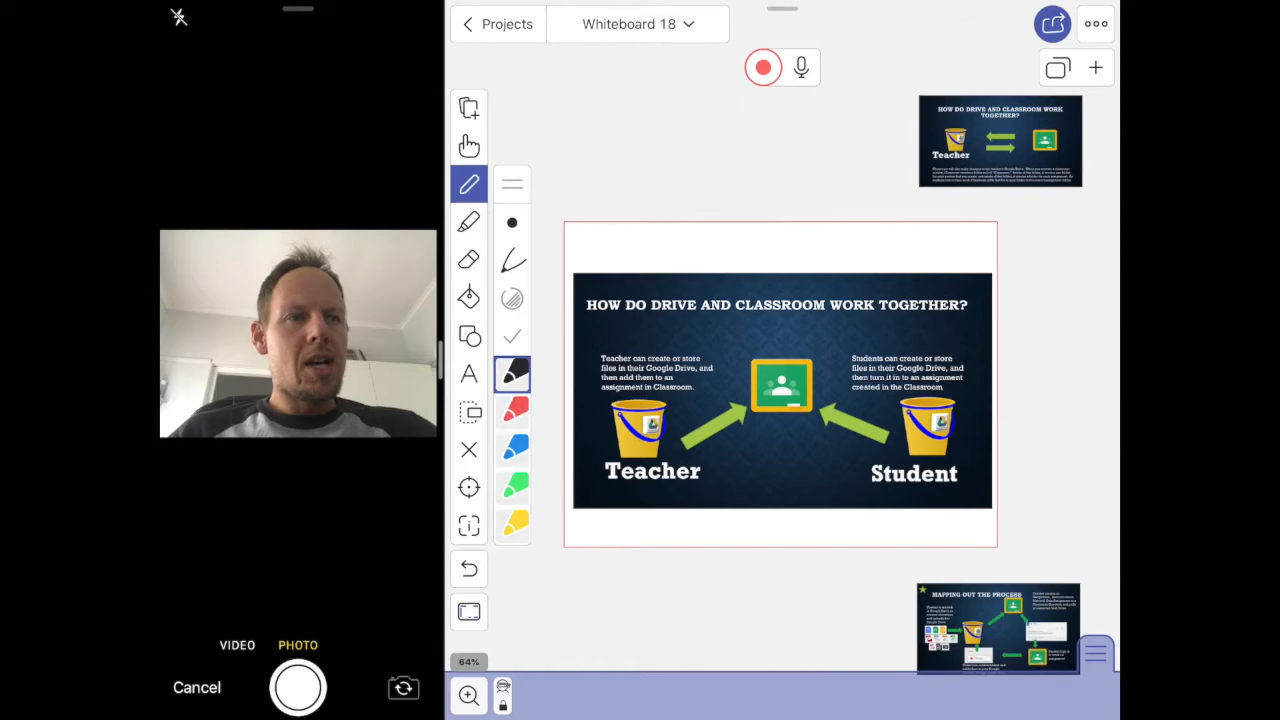 Projects
Whiteboard 18
HOW DO DRIVE AND CLASSROOM WORK
TOGETHER?
Teacher
HOW DO DRIVE AND CLASSROOM WORK TOGETHER?
Teacher can create or store
files in their Google Drive, and
then add them to an
assignment in Classroom.
Students can create or store
files in their Google Drive, and
then turn it in to an assignment
created in the Classroom
Teacher
Student
MAPPING OUT THE PROCESS
VIDEO
PHOTO
Cancel
64%